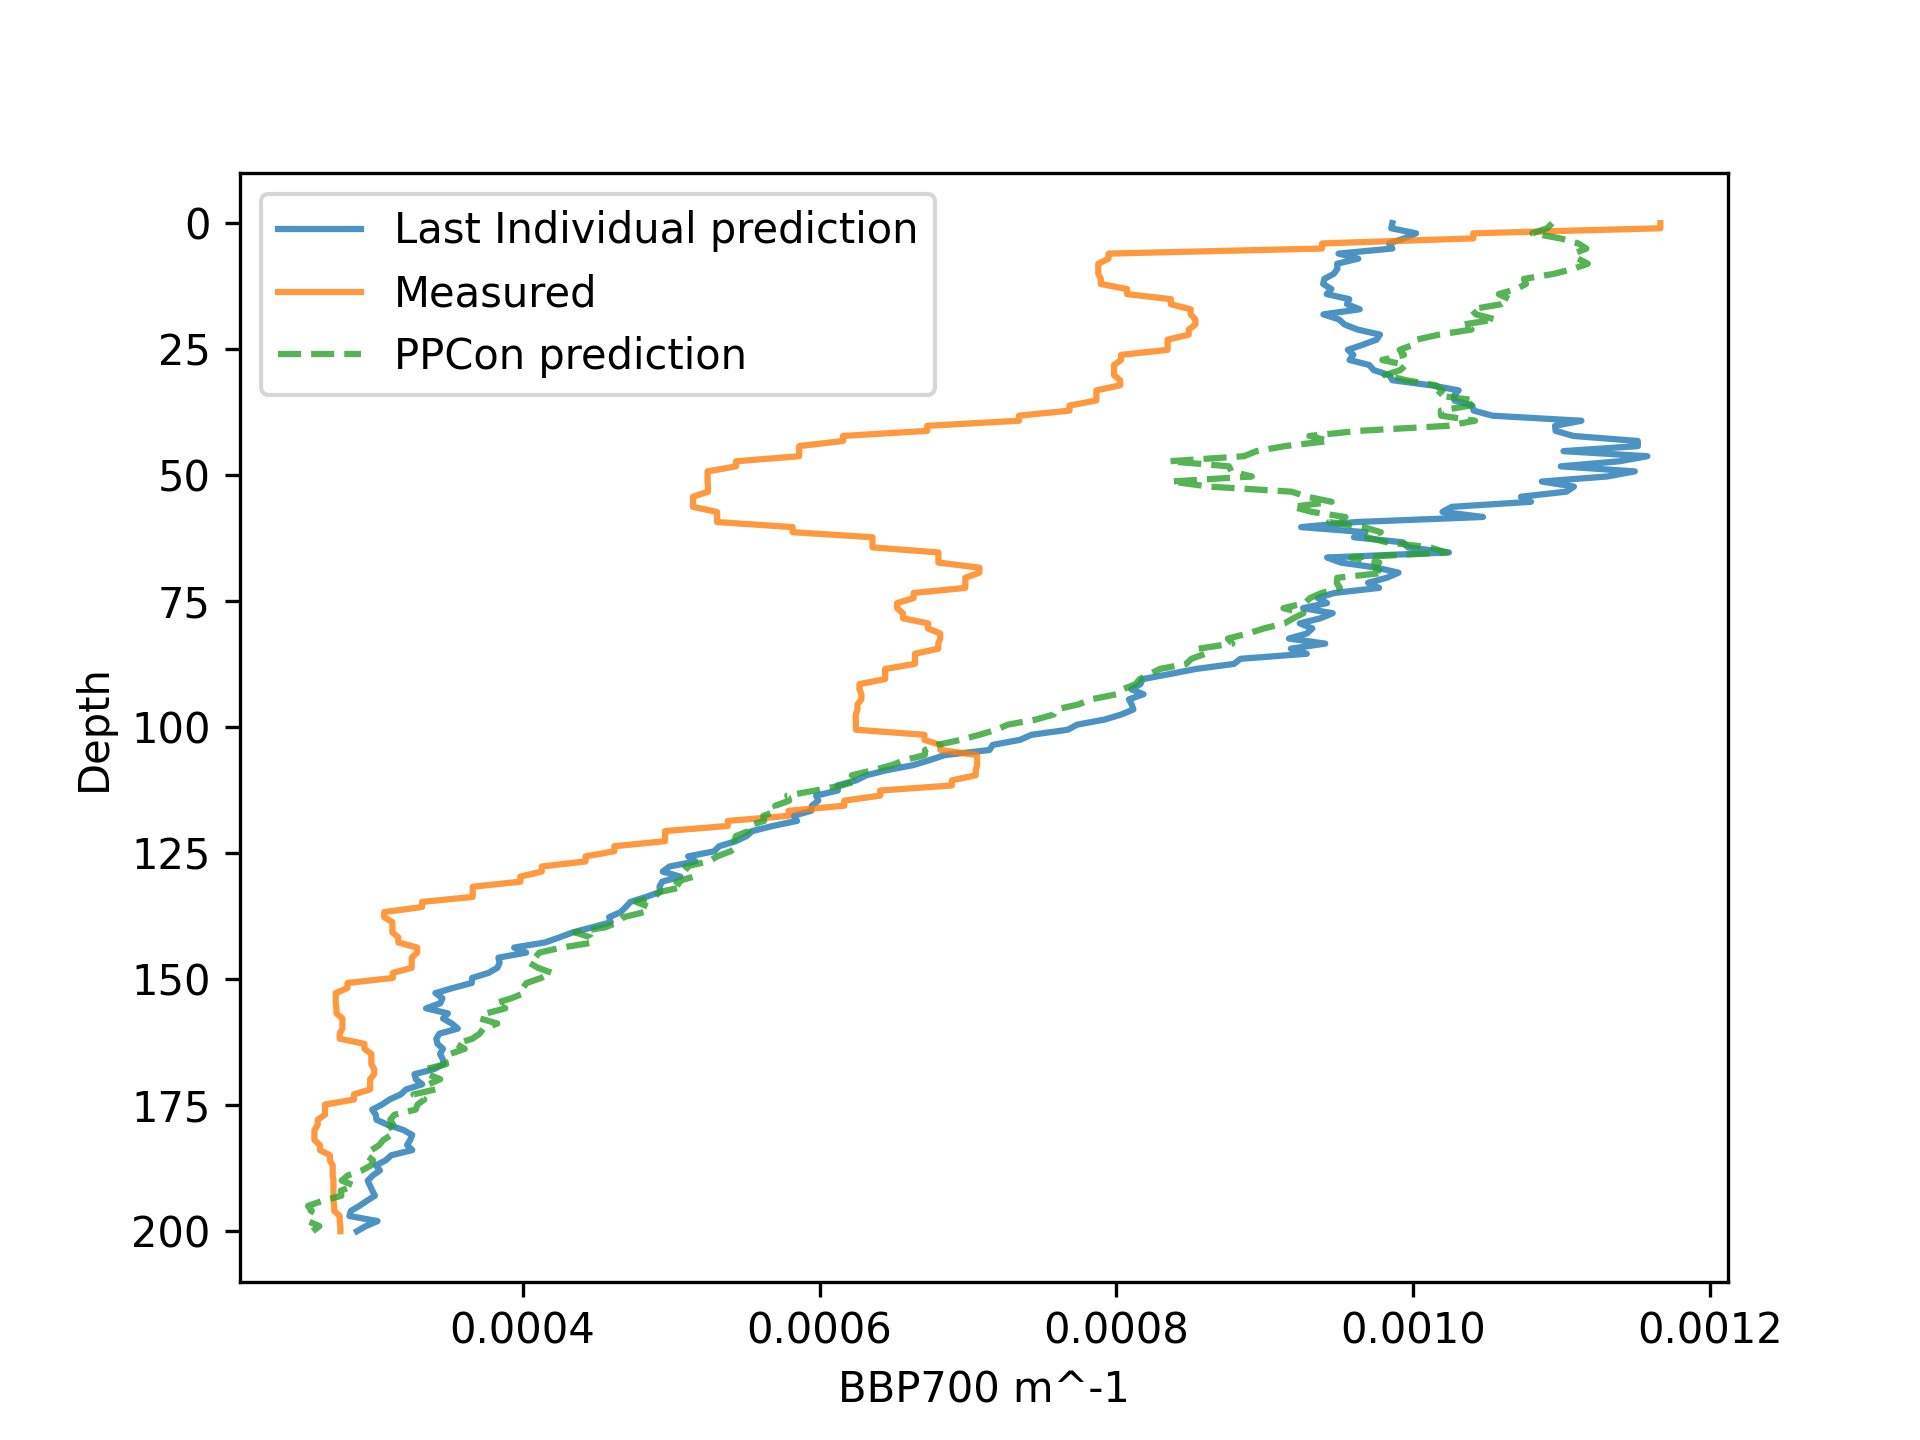 Last Individual prediction
Measured
PPCon prediction
Depth
0
25
50
75
100
125
150
175
200
0.0004 0.0006 0.0008 0.0010 0.0012
BBP700 m^-1